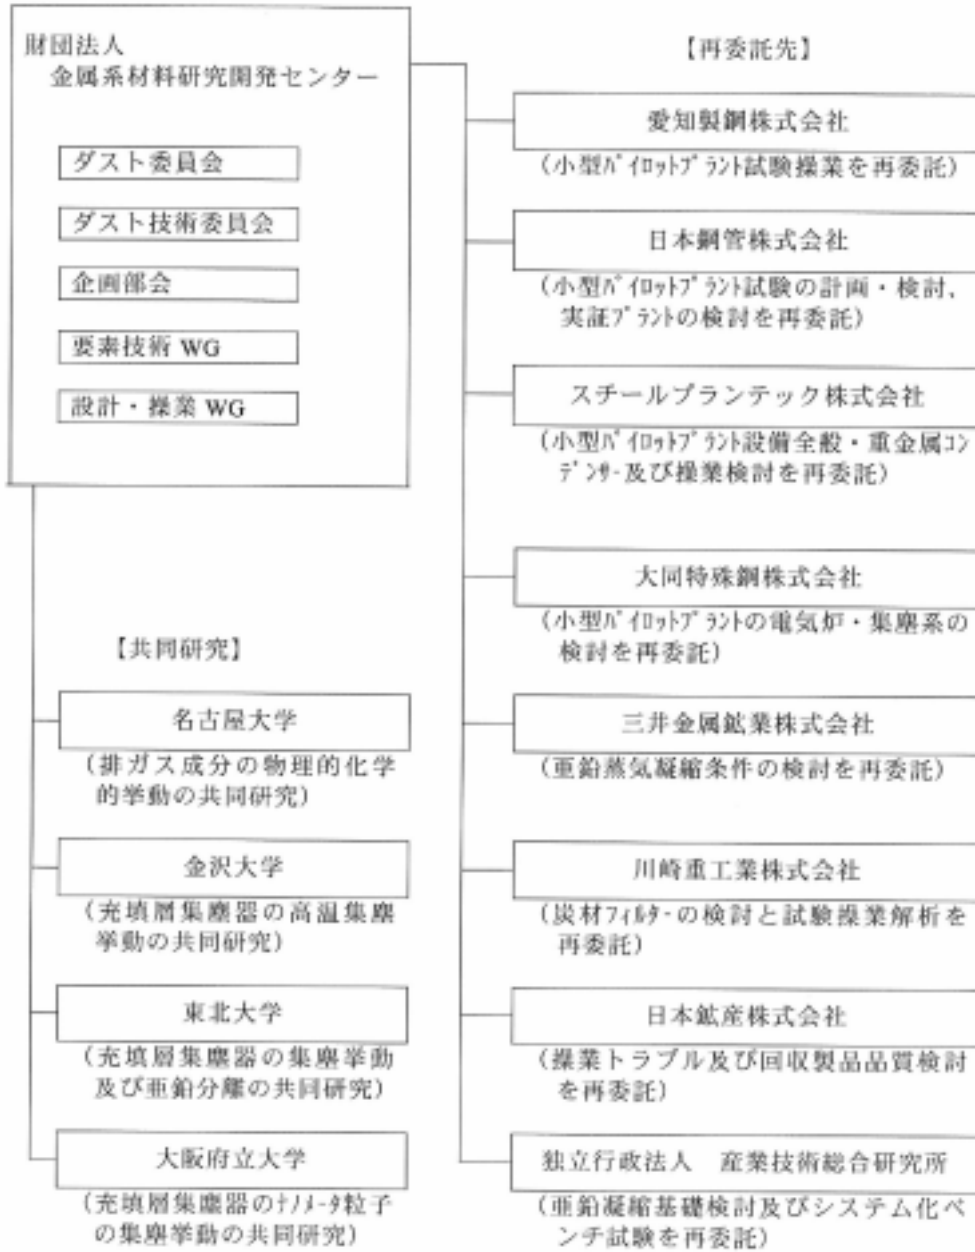 財団法人
金属系材料研究開発センター
ダスト委員会
ダスト技術委員会
企画部会
要素技術 WG
設計・操業 WG
【共同研究】
名古屋大学
(排ガス成分の物理的化学
的挙動の共同研究)
金沢大学
(充填層集塵器の高温集塵
挙動の共同研究)
東北大学
(充填層集塵器の集塵挙動
及び亜鉛分離の共同研究)
大阪府立大学
(充填層集塵器のﾅﾉﾒｰﾀ粒子
の集塵挙動の共同研究)
【再委託先】
愛知製鋼株式会社
(小型ﾊﾟｲﾛｯﾄﾌﾟﾗﾝﾄ試験操業を再委託)
日本鋼管株式会社
(小型ﾊﾟｲﾛｯﾄﾌﾟﾗﾝﾄ試験の計画・検討、
実証ﾌﾟﾗﾝﾄの検討を再委託)
スチールプランテック株式会社
(小型ﾊﾟｲﾛｯﾄﾌﾟﾗﾝﾄ設備全般・重金属ｺﾝ
ﾃﾞﾝｻｰ及び操業検討を再委託)
大同特殊鋼株式会社
(小型ﾊﾟｲﾛｯﾄﾌﾟﾗﾝﾄの電気炉・集塵系の
検討を再委託)
三井金属鉱業株式会社
(亜鉛蒸気凝縮条件の検討を再委託)
川崎重工業株式会社
(炭材ﾌｨﾙﾀｰの検討と試験操業解析を
再委託)
日本鉱産株式会社
(操業トラブル及び回収製品品質検討
を再委託)
独立行政法人　産業技術総合研究所
(亜鉛凝縮基礎検討及びシステム化ベ
ンチ試験を再委託)